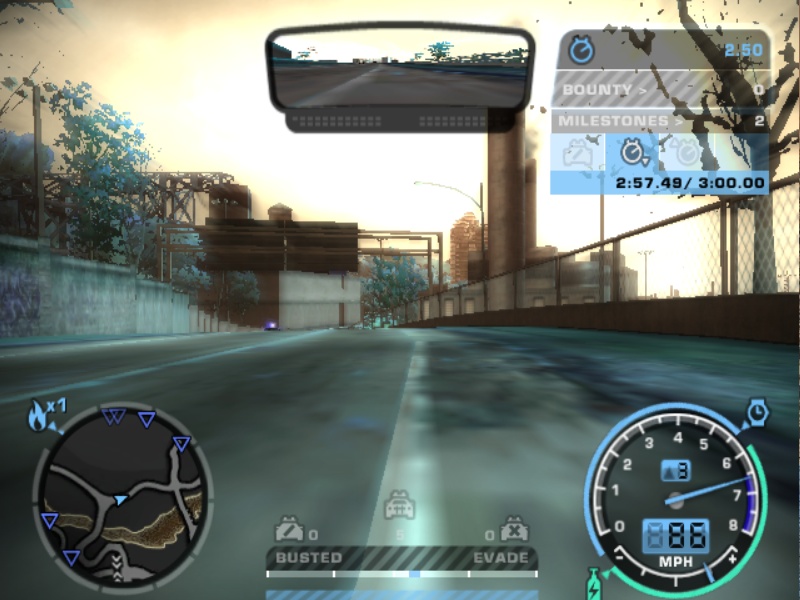 2.50
BOUNTY > 0
MILESTONES > 2
2:57.49/ 3:00.00
x1
0 1 2 3 4 5 6 7 8
3
86
MPH
0 5 0
BUSTED EVADE